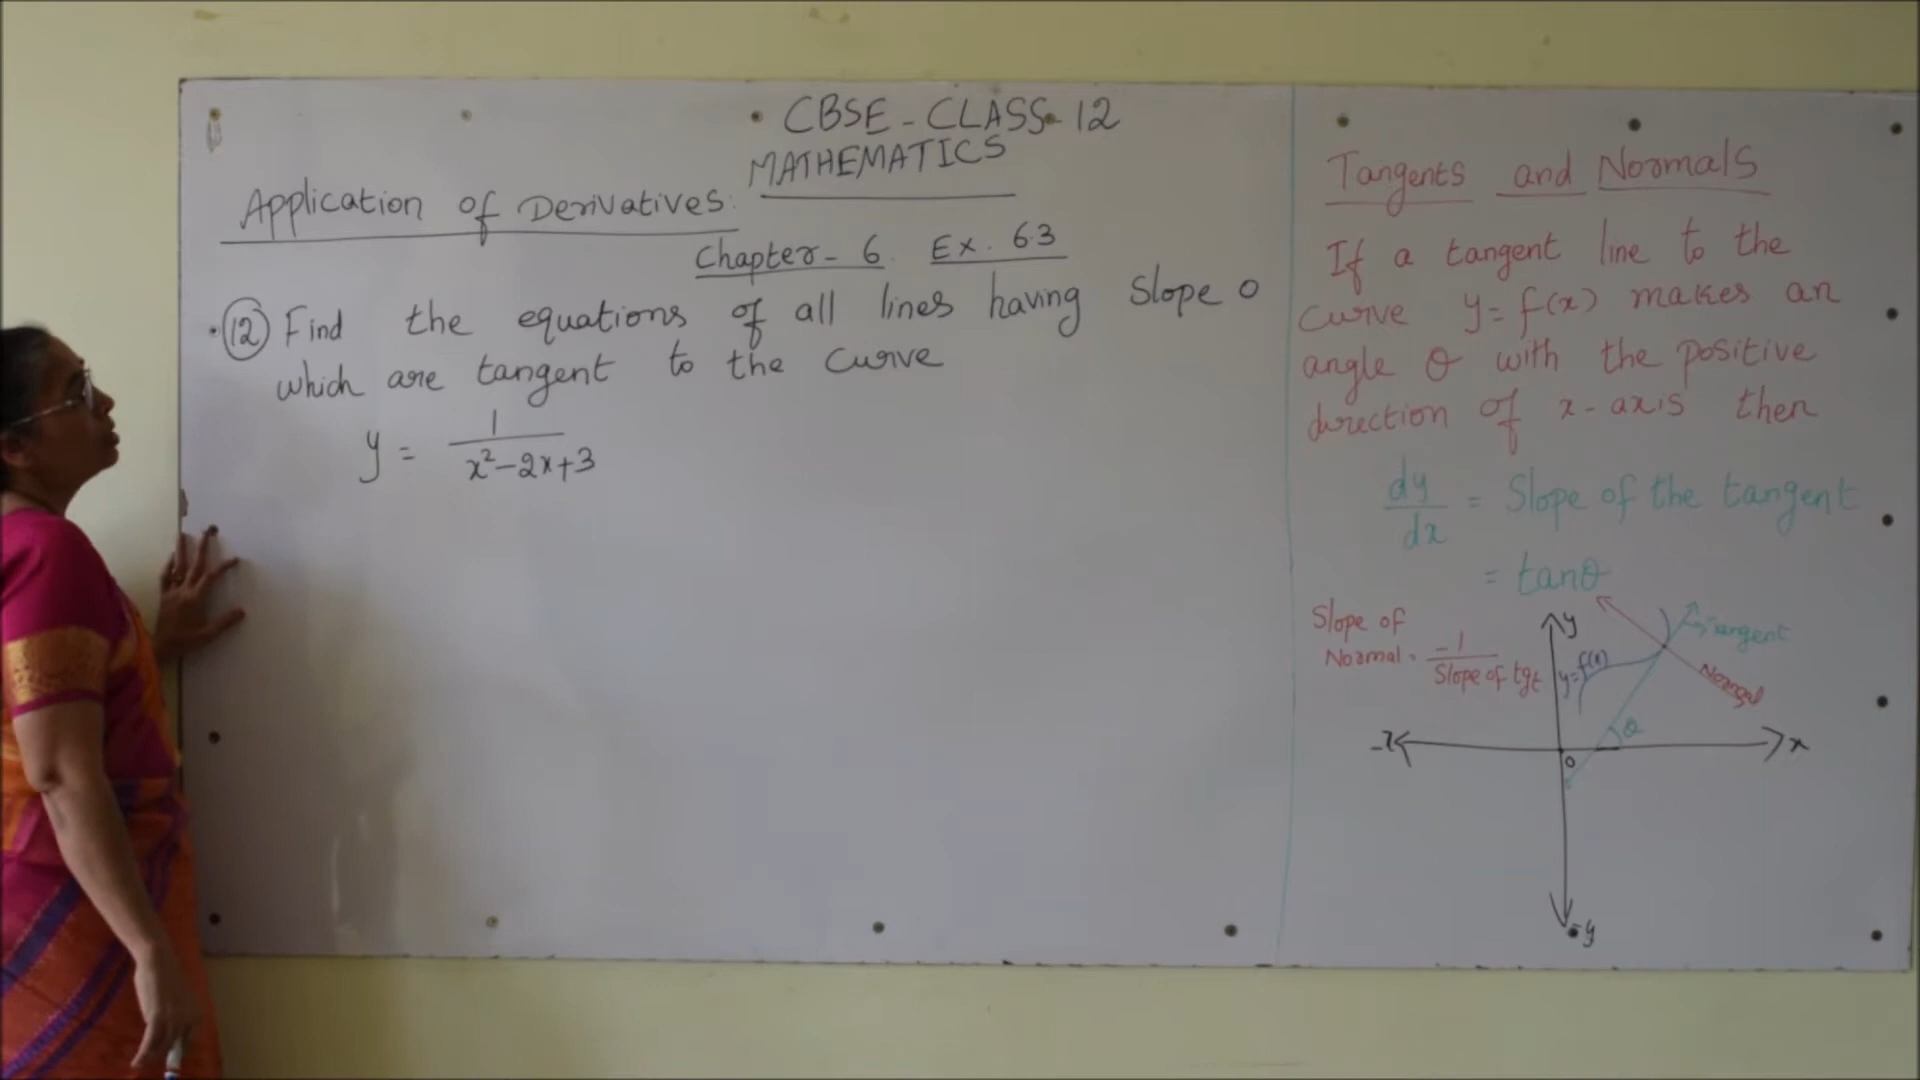 CBSE - CLASS - 12
MATHEMATICS
Application of Derivatives:
Chapter - 6. Ex. 6.3
12 Find the equations of all lines having Slope 0
which are tangent to the curve
y = 1 / x² - 2x + 3
Tangents and Normals
If a tangent line to the
curve y = f(x) makes an
angle θ with the positive
direction of x - axis then
dy/dx = Slope of the tangent
= tanθ
Slope of
Normal = -1 / Slope of tgt
y
Tangent
y = f(x)
Normal
θ
-x
x
0
-y